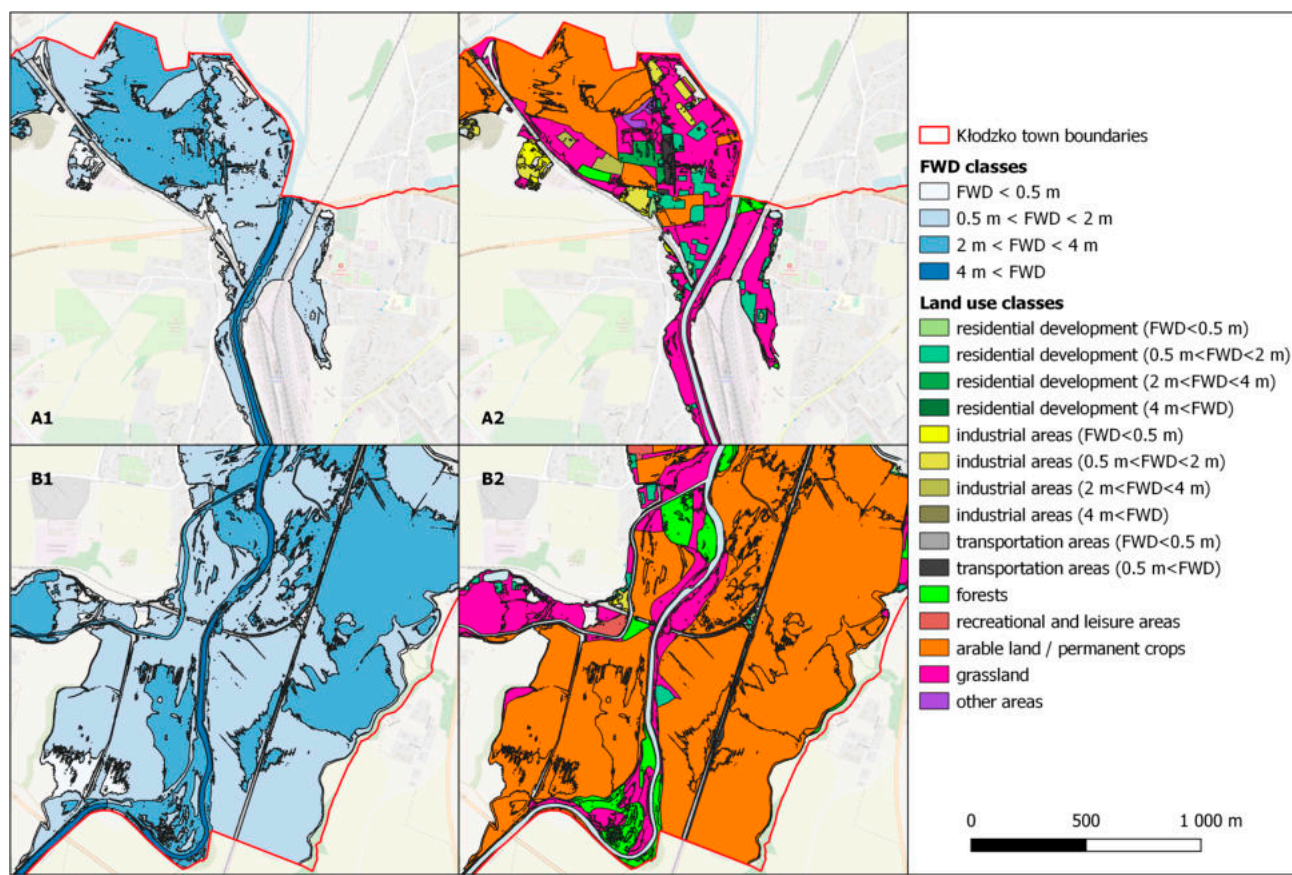 A1
A2
B1
B2
Kłodzko town boundaries
FWD classes
FWD < 0.5 m
0.5 m < FWD < 2 m
2 m < FWD < 4 m
4 m < FWD
Land use classes
residential development (FWD<0.5 m)
residential development (0.5 m<FWD<2 m)
residential development (2 m<FWD<4 m)
residential development (4 m<FWD)
industrial areas (FWD<0.5 m)
industrial areas (0.5 m<FWD<2 m)
industrial areas (2 m<FWD<4 m)
industrial areas (4 m<FWD)
transportation areas (FWD<0.5 m)
transportation areas (0.5 m<FWD)
forests
recreational and leisure areas
arable land / permanent crops
grassland
other areas
0 500 1 000 m